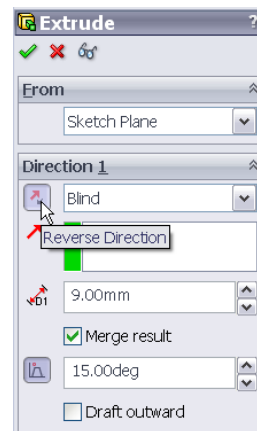 Extrude ?
From
Sketch Plane
Direction 1
Blind
Reverse Direction
D1 9.00mm
Merge result
15.00deg
Draft outward